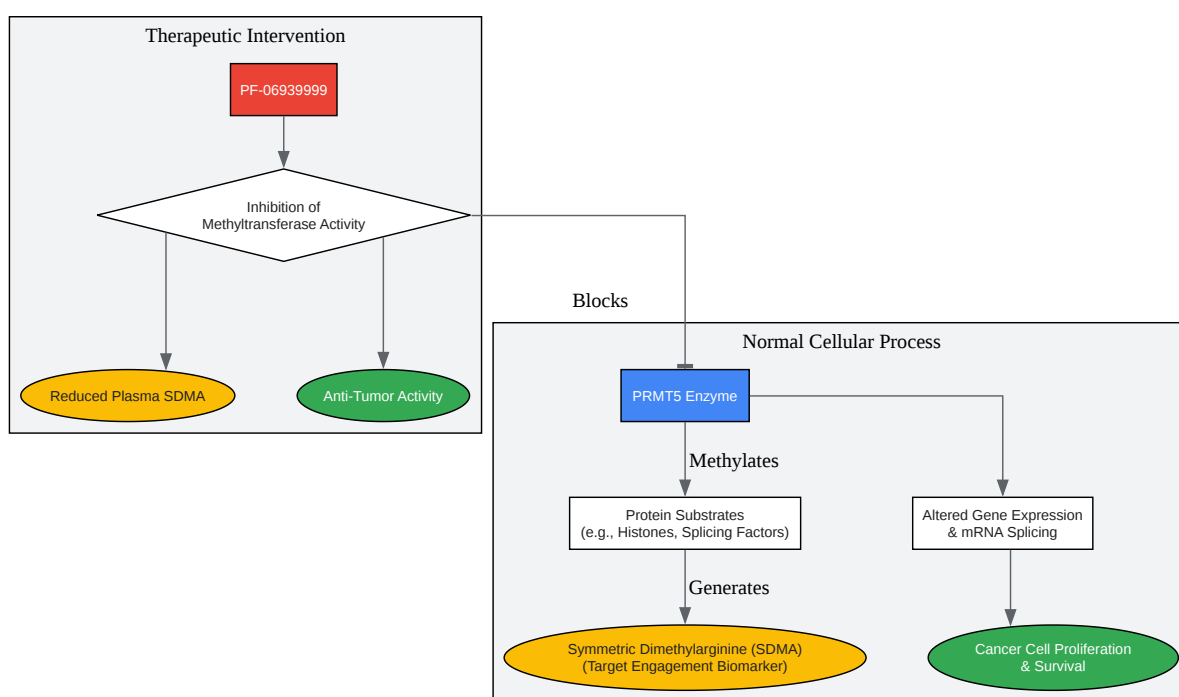 Therapeutic Intervention
PF-06939999
Inhibition of
Methyltransferase Activity
Reduced Plasma SDMA
Anti-Tumor Activity
Blocks
Normal Cellular Process
PRMT5 Enzyme
Methylates
Protein Substrates
(e.g., Histones, Splicing Factors)
Altered Gene Expression
& mRNA Splicing
Generates
Symmetric Dimethylarginine (SDMA)
(Target Engagement Biomarker)
Cancer Cell Proliferation
& Survival